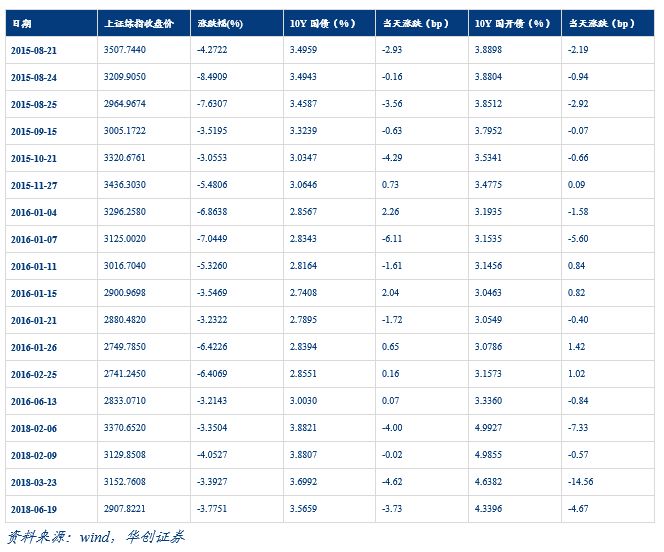 日期 上证综指收盘价 涨跌幅(%) 10Y 国债（%） 当天涨跌（bp） 10Y 国开债（%） 当天涨跌（bp）
2015-08-21 3507.7440 -4.2722 3.4959 -2.93 3.8898 -2.19
2015-08-24 3209.9050 -8.4909 3.4943 -0.16 3.8804 -0.94
2015-08-25 2964.9674 -7.6307 3.4587 -3.56 3.8512 -2.92
2015-09-15 3005.1722 -3.5195 3.3239 -0.63 3.7952 -0.07
2015-10-21 3320.6761 -3.0553 3.0347 -4.29 3.5341 -0.66
2015-11-27 3436.3030 -5.4806 3.0646 0.73 3.4775 0.09
2016-01-04 3296.2580 -6.8638 2.8567 2.26 3.1935 -1.58
2016-01-07 3125.0020 -7.0449 2.8343 -6.11 3.1535 -5.60
2016-01-11 3016.7040 -5.3260 2.8164 -1.61 3.1456 0.84
2016-01-15 2900.9698 -3.5469 2.7408 2.04 3.0463 0.82
2016-01-21 2880.4820 -3.2322 2.7895 -1.72 3.0549 -0.40
2016-01-26 2749.7850 -6.4226 2.8394 0.65 3.0786 1.42
2016-02-25 2741.2450 -6.4069 2.8551 0.16 3.1573 1.02
2016-06-13 2833.0710 -3.2143 3.0030 0.07 3.3360 -0.84
2018-02-06 3370.6520 -3.3504 3.8821 -4.00 4.9927 -7.33
2018-02-09 3129.8508 -4.0527 3.8807 -0.02 4.9855 -0.57
2018-03-23 3152.7608 -3.3927 3.6992 -4.62 4.6382 -14.56
2018-06-19 2907.8221 -3.7751 3.5659 -3.73 4.3396 -4.67
资料来源：wind，华创证券